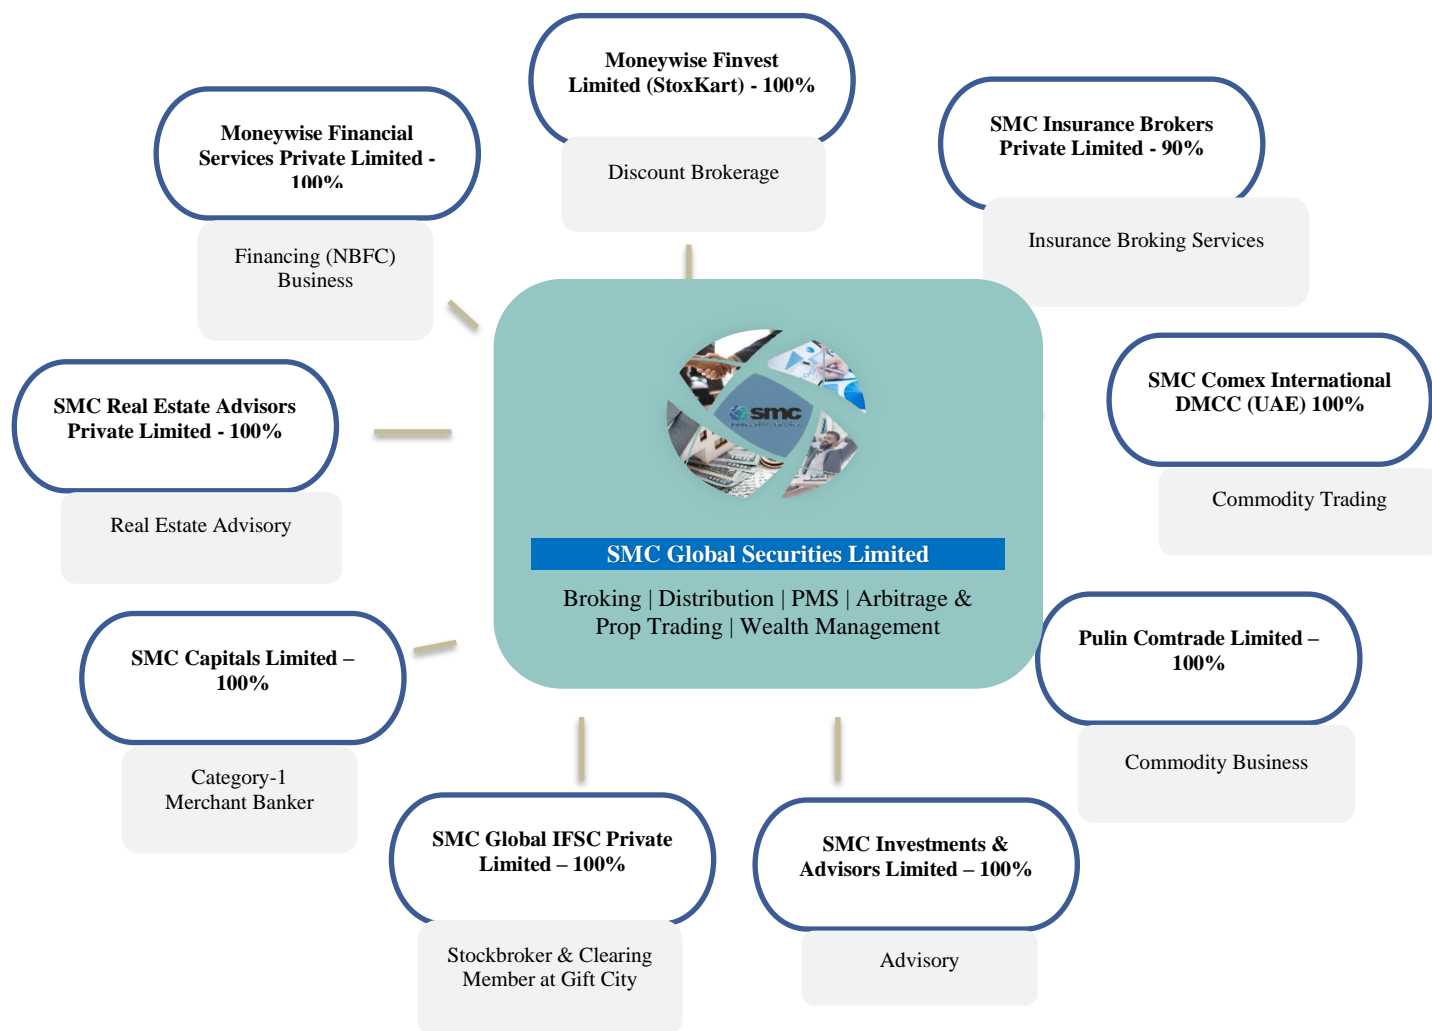 Moneywise Finvest
Limited (StoxKart) - 100%
Discount Brokerage
Moneywise Financial
Services Private Limited -
100%
Financing (NBFC)
Business
SMC Insurance Brokers
Private Limited - 90%
Insurance Broking Services
SMC Real Estate Advisors
Private Limited - 100%
Real Estate Advisory
SMC Comex International
DMCC (UAE) 100%
Commodity Trading
smc
SMC Global Securities Limited
Broking | Distribution | PMS | Arbitrage &
Prop Trading | Wealth Management
SMC Capitals Limited –
100%
Category-1
Merchant Banker
Pulin Comtrade Limited –
100%
Commodity Business
SMC Global IFSC Private
Limited – 100%
Stockbroker & Clearing
Member at Gift City
SMC Investments &
Advisors Limited – 100%
Advisory